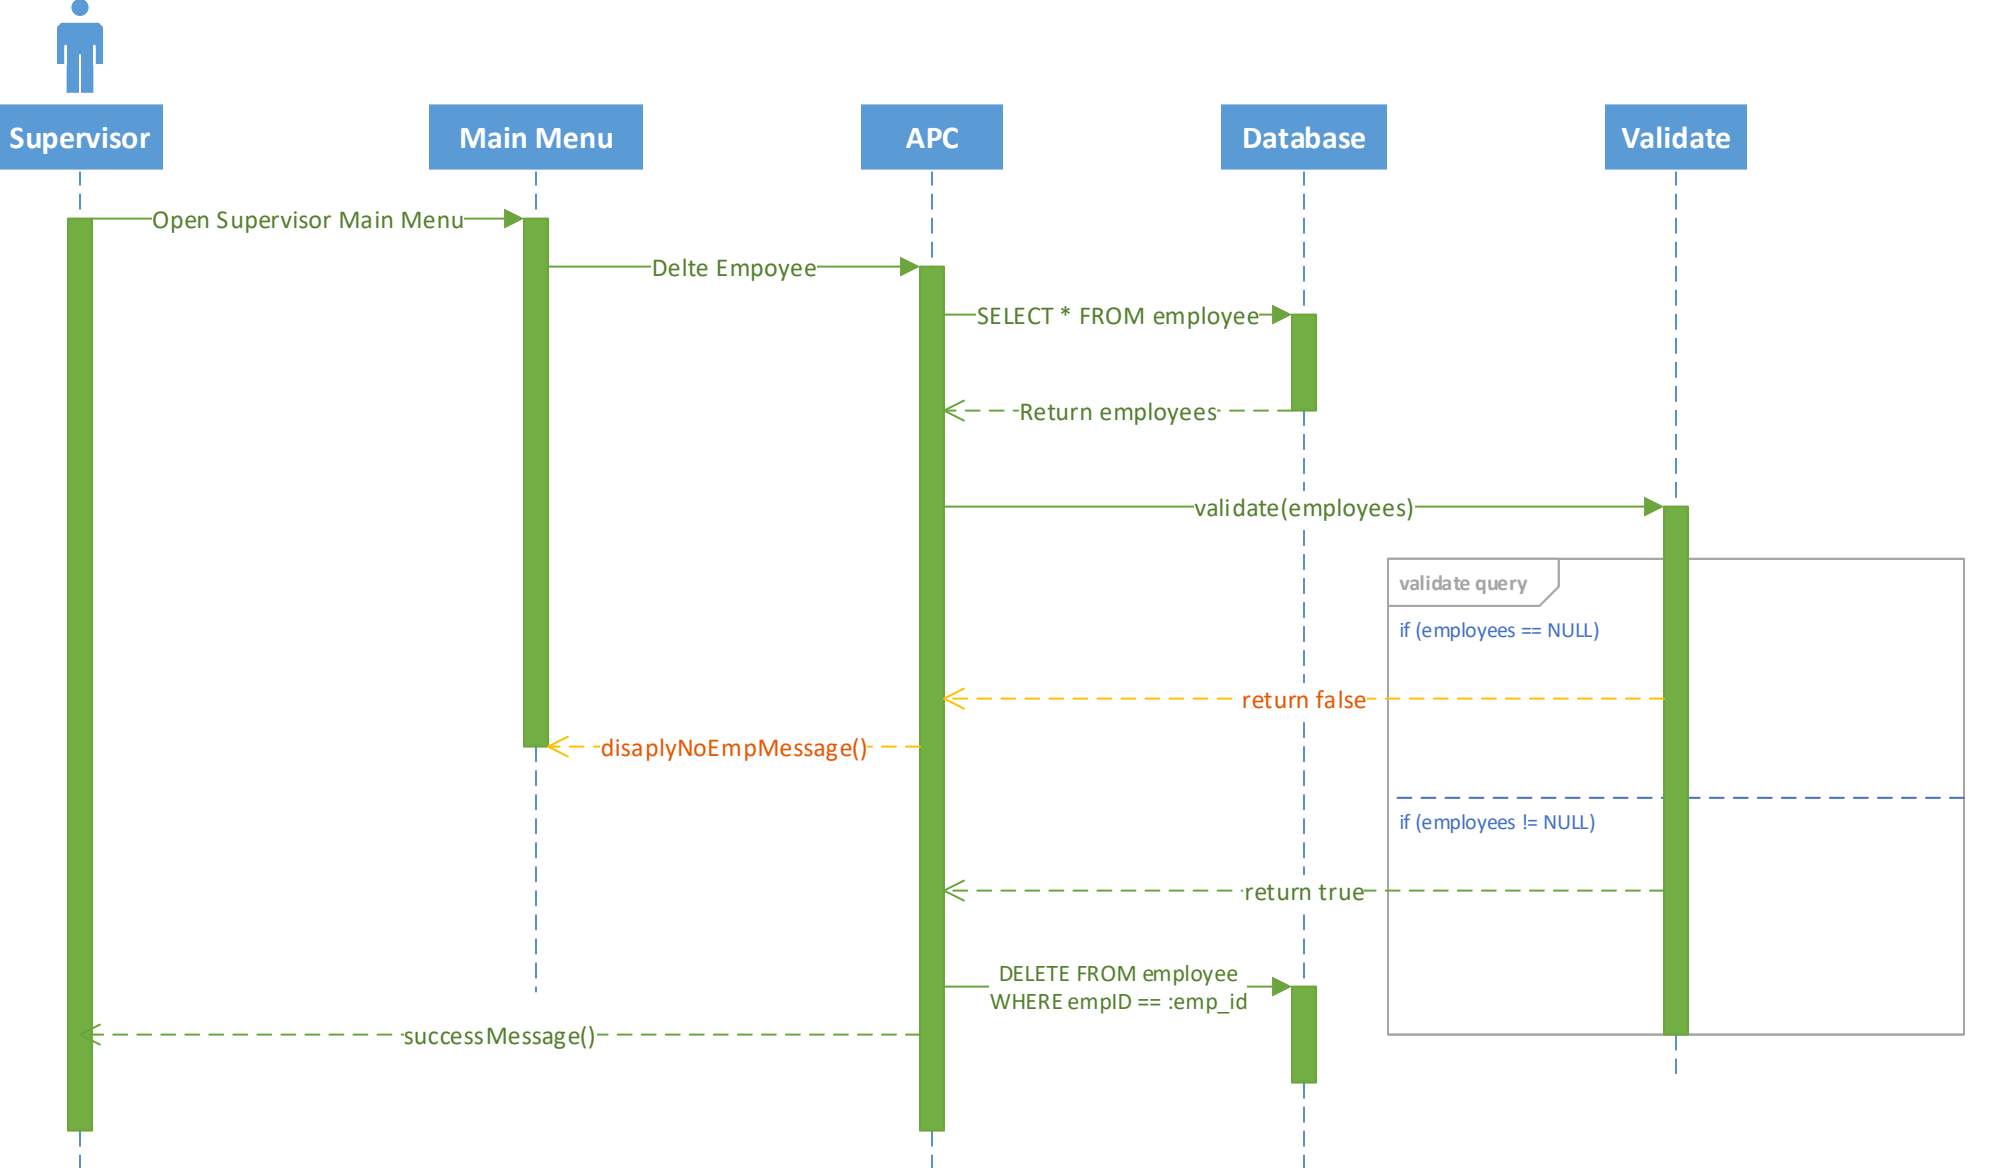 Supervisor
Main Menu
APC
Database
Validate
Open Supervisor Main Menu
Delte Empoyee
SELECT * FROM employee
Return employees
validate(employees)
validate query
if (employees == NULL)
return false
disaplyNoEmpMessage()
if (employees != NULL)
return true
DELETE FROM employee
WHERE empID == :emp_id
successMessage()